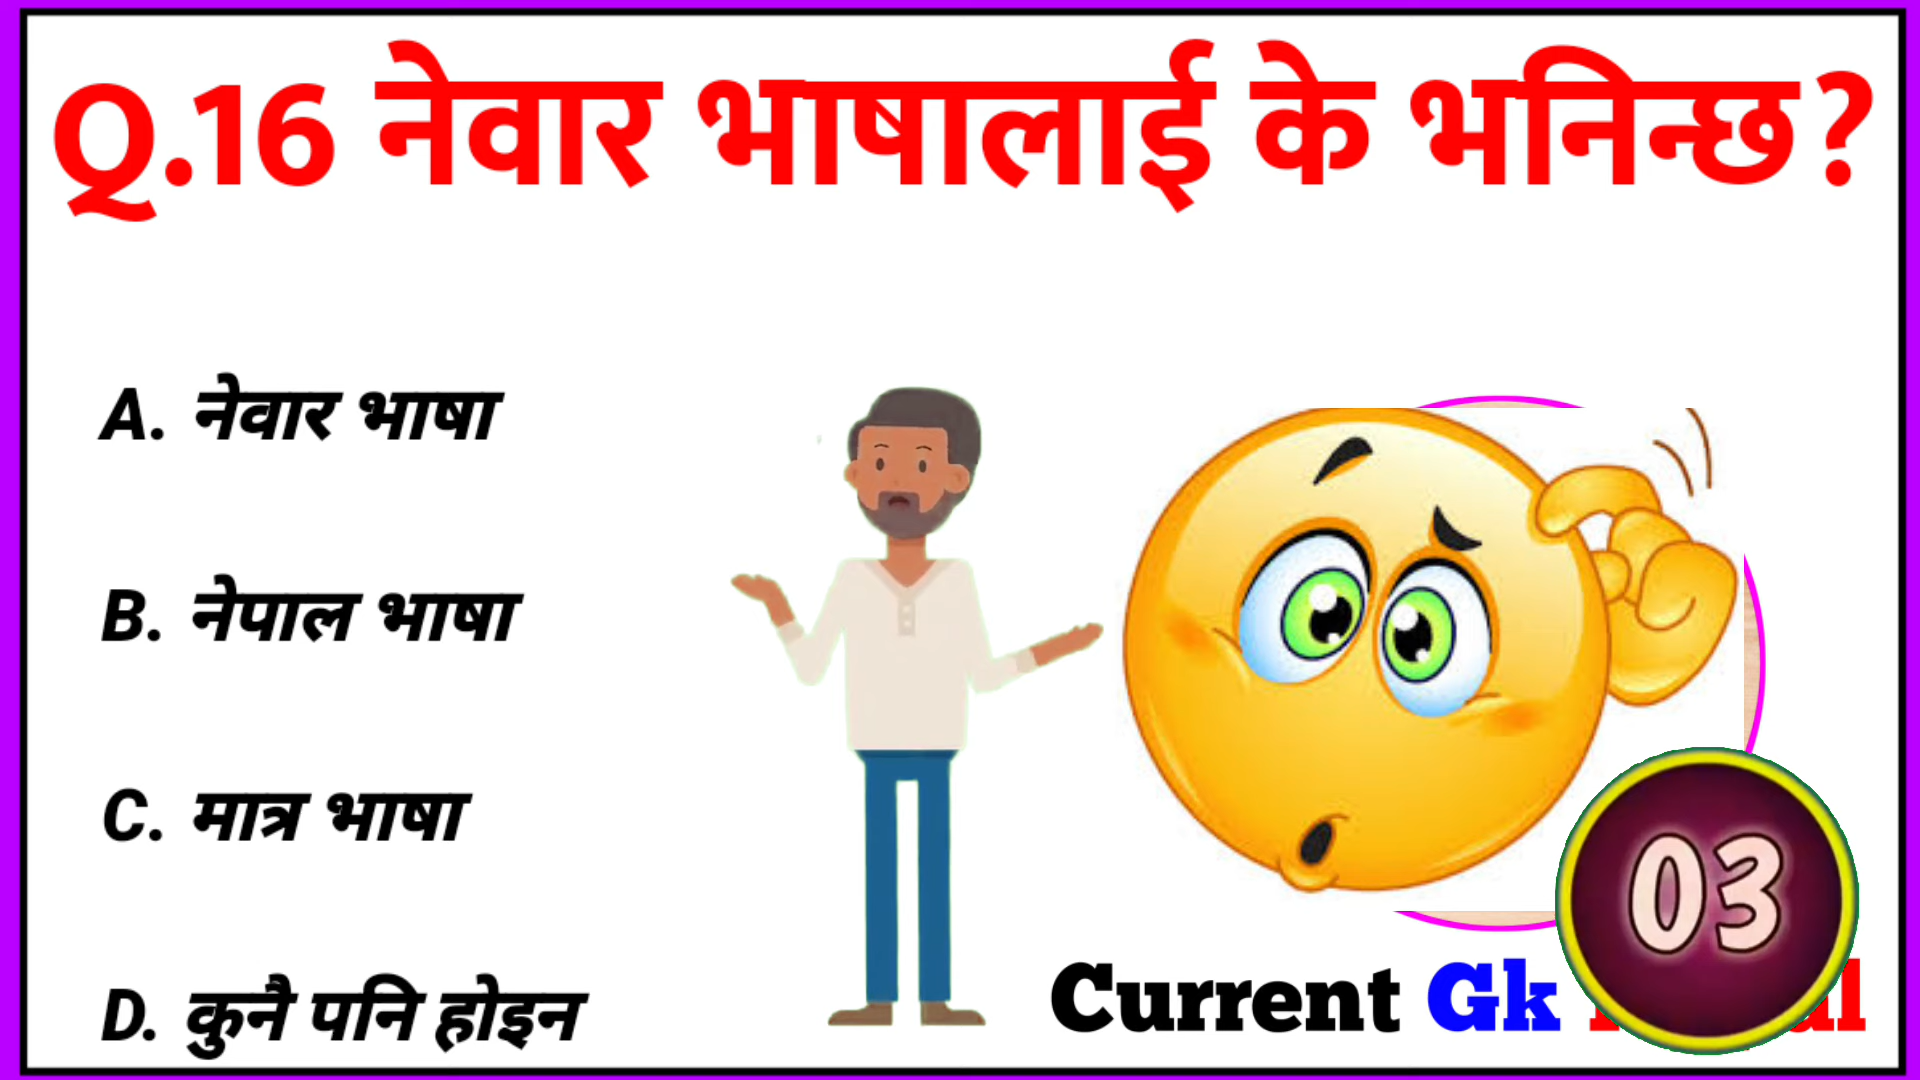 Q.16 नेवार भाषालाई के भनिन्छ?
A. नेवार भाषा
B. नेपाल भाषा
C. मात्र भाषा
D. कुनै पनि होइन
03
Current Gk